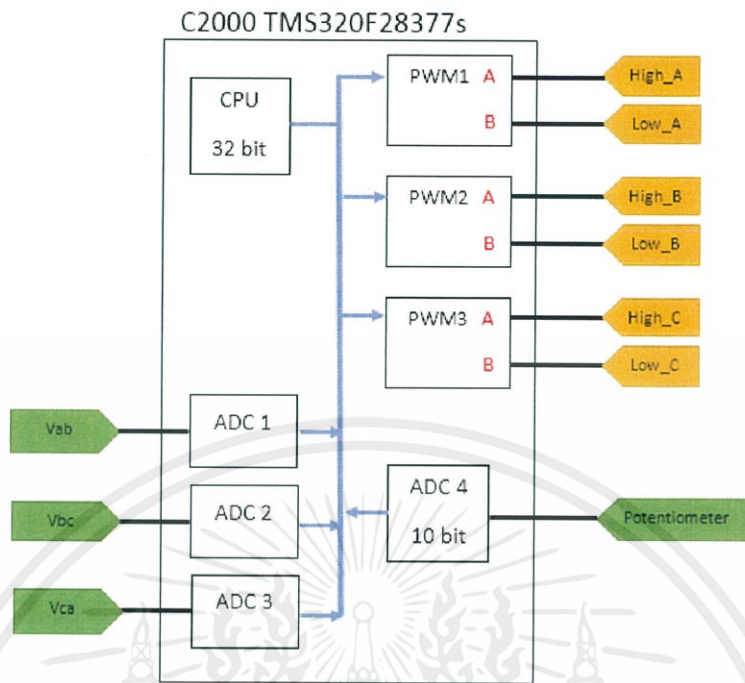 C2000 TMS320F28377s
CPU
32 bit
PWM1 A
B
High_A
Low_A
PWM2 A
B
High_B
Low_B
PWM3 A
B
High_C
Low_C
Vab
ADC 1
Vbc
ADC 2
Vca
ADC 3
ADC 4
10 bit
Potentiometer